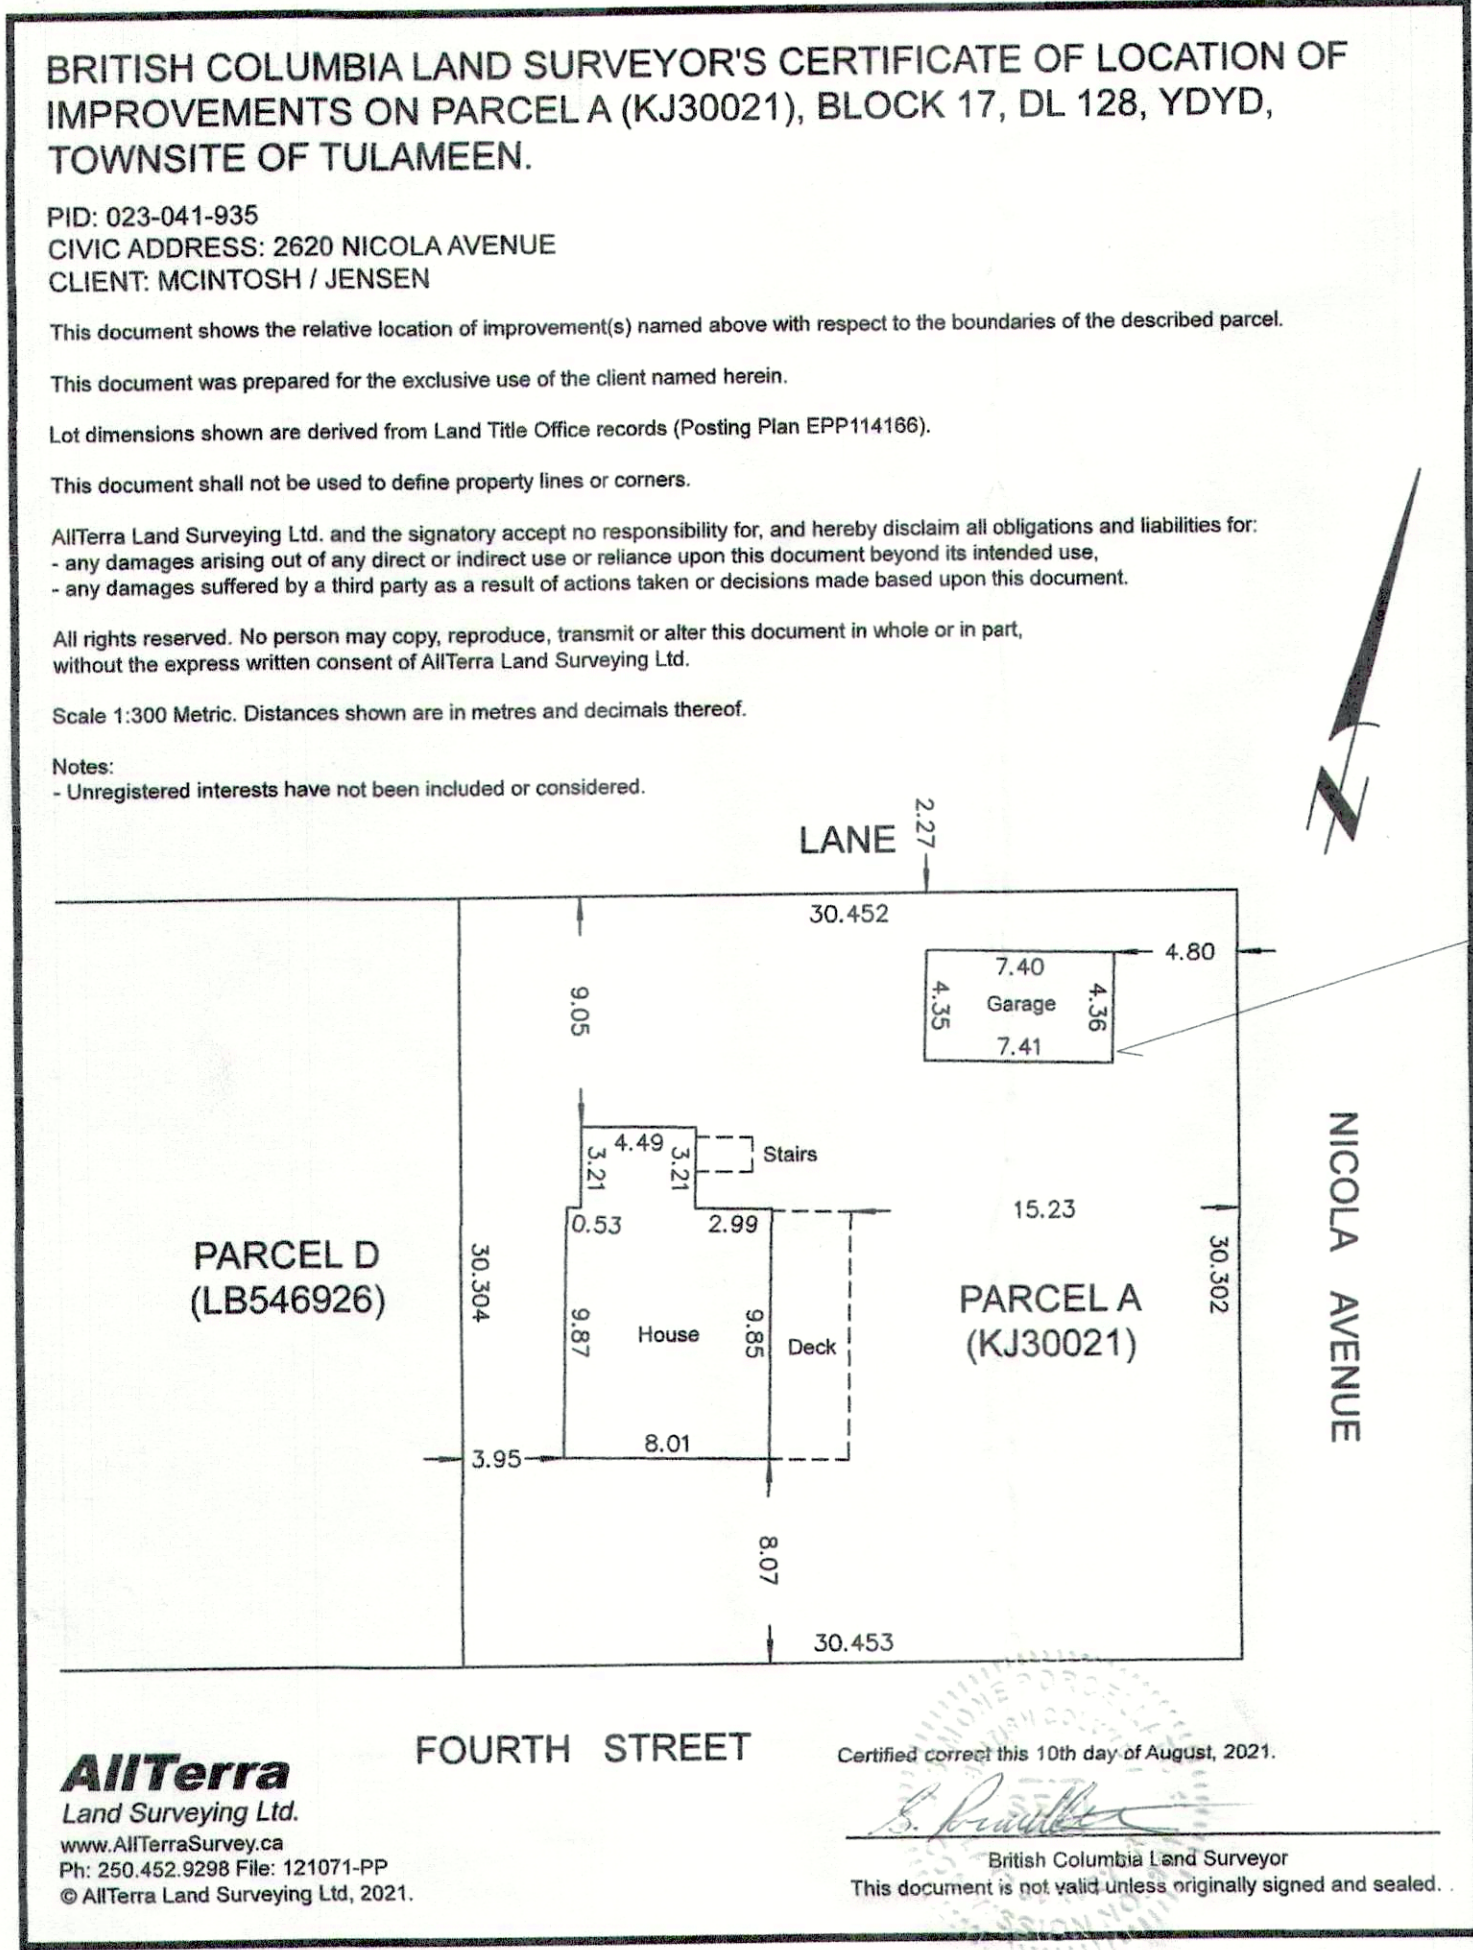 BRITISH COLUMBIA LAND SURVEYOR'S CERTIFICATE OF LOCATION OF
IMPROVEMENTS ON PARCEL A (KJ30021), BLOCK 17, DL 128, YDYD,
TOWNSITE OF TULAMEEN.
PID: 023-041-935
CIVIC ADDRESS: 2620 NICOLA AVENUE
CLIENT: MCINTOSH / JENSEN
This document shows the relative location of improvement(s) named above with respect to the boundaries of the described parcel.
This document was prepared for the exclusive use of the client named herein.
Lot dimensions shown are derived from Land Title Office records (Posting Plan EPP114166).
This document shall not be used to define property lines or corners.
AllTerra Land Surveying Ltd. and the signatory accept no responsibility for, and hereby disclaim all obligations and liabilities for:
- any damages arising out of any direct or indirect use or reliance upon this document beyond its intended use,
- any damages suffered by a third party as a result of actions taken or decisions made based upon this document.
All rights reserved. No person may copy, reproduce, transmit or alter this document in whole or in part,
without the express written consent of AllTerra Land Surveying Ltd.
Scale 1:300 Metric. Distances shown are in metres and decimals thereof.
Notes:
- Unregistered interests have not been included or considered.
N
LANE
2.27
30.452
4.80
7.40
4.35
Garage
4.36
7.41
9.05
4.49
3.21
3.21
Stairs
0.53
2.99
15.23
PARCEL D
(LB546926)
30.304
9.87
House
9.85
Deck
PARCEL A
(KJ30021)
30.302
NICOLA AVENUE
8.01
3.95
8.07
30.453
FOURTH STREET
AllTerra
Land Surveying Ltd.
www.AllTerraSurvey.ca
Ph: 250.452.9298 File: 121071-PP
© AllTerra Land Surveying Ltd, 2021.
Certified correct this 10th day of August, 2021.
British Columbia Land Surveyor
This document is not valid unless originally signed and sealed.